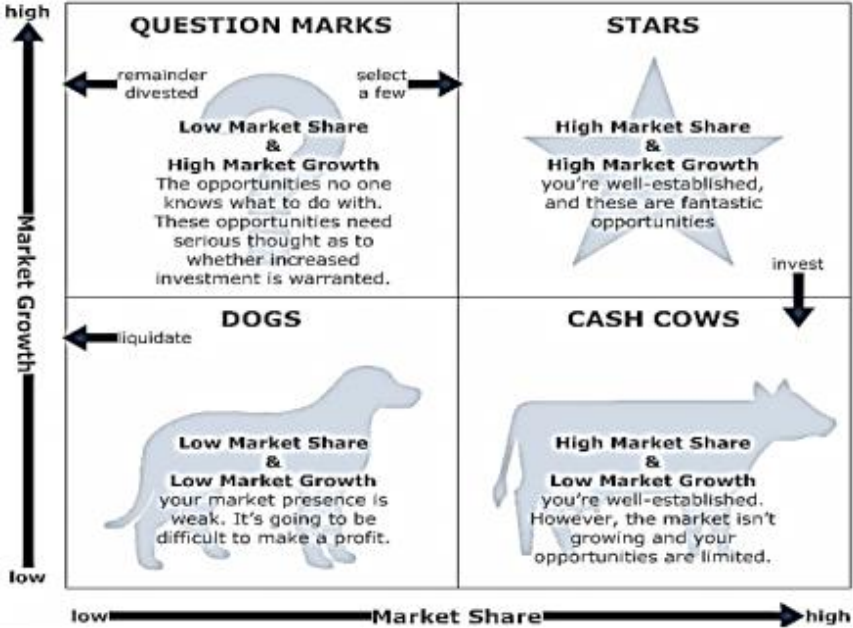 high
QUESTION MARKS
remainder
divested
select
a few
Low Market Share
&
High Market Growth
The opportunities no one
knows what to do with.
These opportunities need
serious thought as to
whether increased
investment is warranted.
STARS
High Market Share
&
High Market Growth
you're well-established,
and these are fantastic
opportunities
invest
Market Growth
DOGS
liquidate
Low Market Share
&
Low Market Growth
your market presence is
weak. It's going to be
difficult to make a profit.
CASH COWS
High Market Share
&
Low Market Growth
you're well-established.
However, the market isn't
growing and your
opportunities are limited.
low
low
Market Share
high